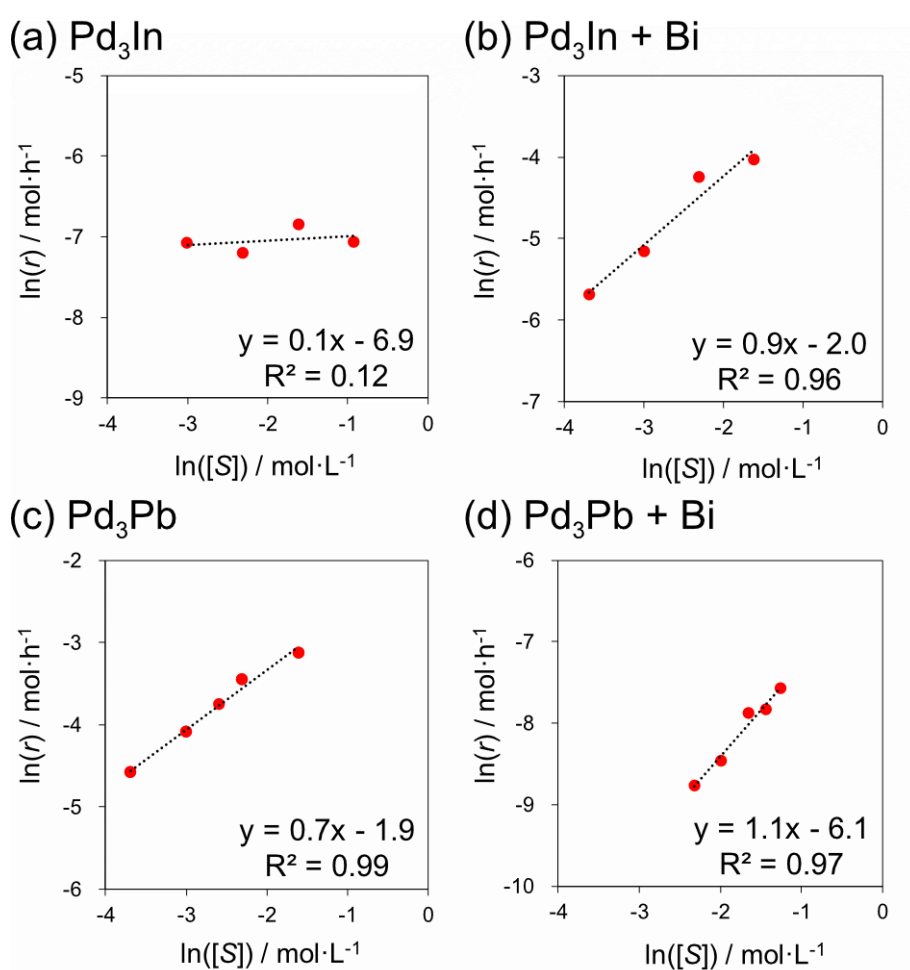 (a) Pd₃In
-5
-6
-7
-8
-9
ln(r) / mol·h⁻¹
y = 0.1x - 6.9
R² = 0.12
-4 -3 -2 -1 0
ln([S]) / mol·L⁻¹
(b) Pd₃In + Bi
-3
-4
-5
-6
-7
ln(r) / mol·h⁻¹
y = 0.9x - 2.0
R² = 0.96
-4 -3 -2 -1 0
ln([S]) / mol·L⁻¹
(c) Pd₃Pb
-2
-3
-4
-5
-6
ln(r) / mol·h⁻¹
y = 0.7x - 1.9
R² = 0.99
-4 -3 -2 -1 0
ln([S]) / mol·L⁻¹
(d) Pd₃Pb + Bi
-6
-7
-8
-9
-10
ln(r) / mol·h⁻¹
y = 1.1x - 6.1
R² = 0.97
-4 -3 -2 -1 0
ln([S]) / mol·L⁻¹